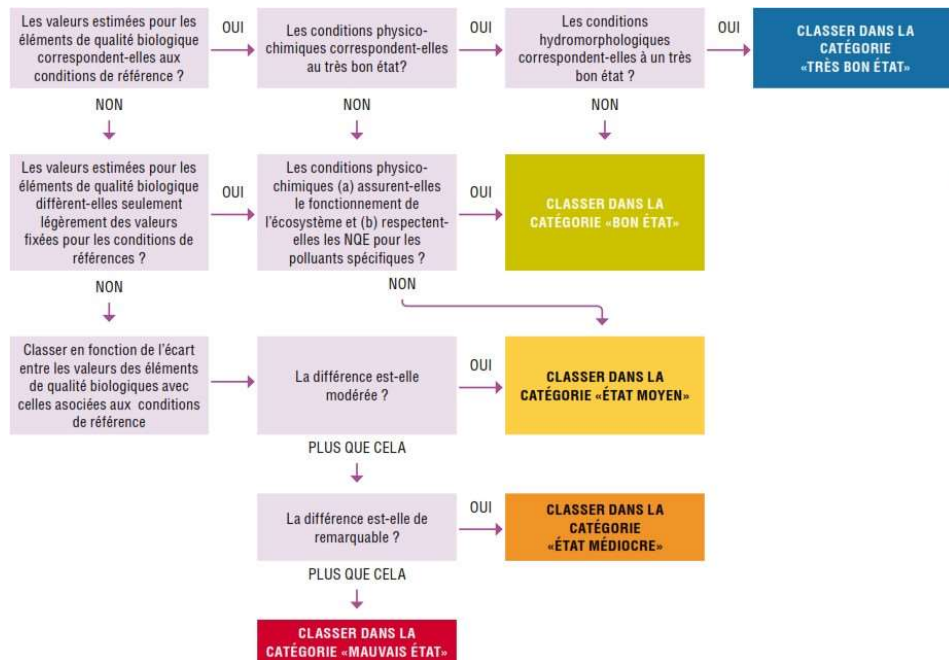 Les valeurs estimées pour les
éléments de qualité biologique
correspondent-elles aux
conditions de référence ?
OUI
Les conditions physico-
chimiques correspondent-elles
au très bon état?
OUI
Les conditions
hydromorphologiques
correspondent-elles à un très
bon état ?
OUI
CLASSER DANS LA
CATÉGORIE
«TRÈS BON ÉTAT»
NON
NON
NON
Les valeurs estimées pour les
éléments de qualité biologique
diffèrent-elles seulement
légèrement des valeurs
fixées pour les conditions de
références ?
OUI
Les conditions physico-
chimiques (a) assurent-elles
le fonctionnement de
l'écosystème et (b) respectent-
elles les NQE pour les
polluants spécifiques ?
OUI
CLASSER DANS LA
CATÉGORIE «BON ÉTAT»
NON
NON
Classer en fonction de l'écart
entre les valeurs des éléments
de qualité biologiques avec
celles asociées aux conditions
de référence
La différence est-elle
modérée ?
OUI
CLASSER DANS LA
CATÉGORIE «ÉTAT MOYEN»
PLUS QUE CELA
La différence est-elle de
remarquable ?
OUI
CLASSER DANS LA
CATÉGORIE
«ÉTAT MÉDIOCRE»
PLUS QUE CELA
CLASSER DANS LA
CATÉGORIE «MAUVAIS ÉTAT»